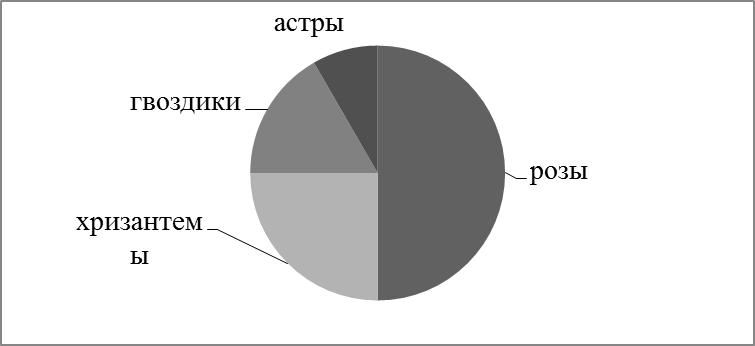 астры
гвоздики
розы
хризантем
ы